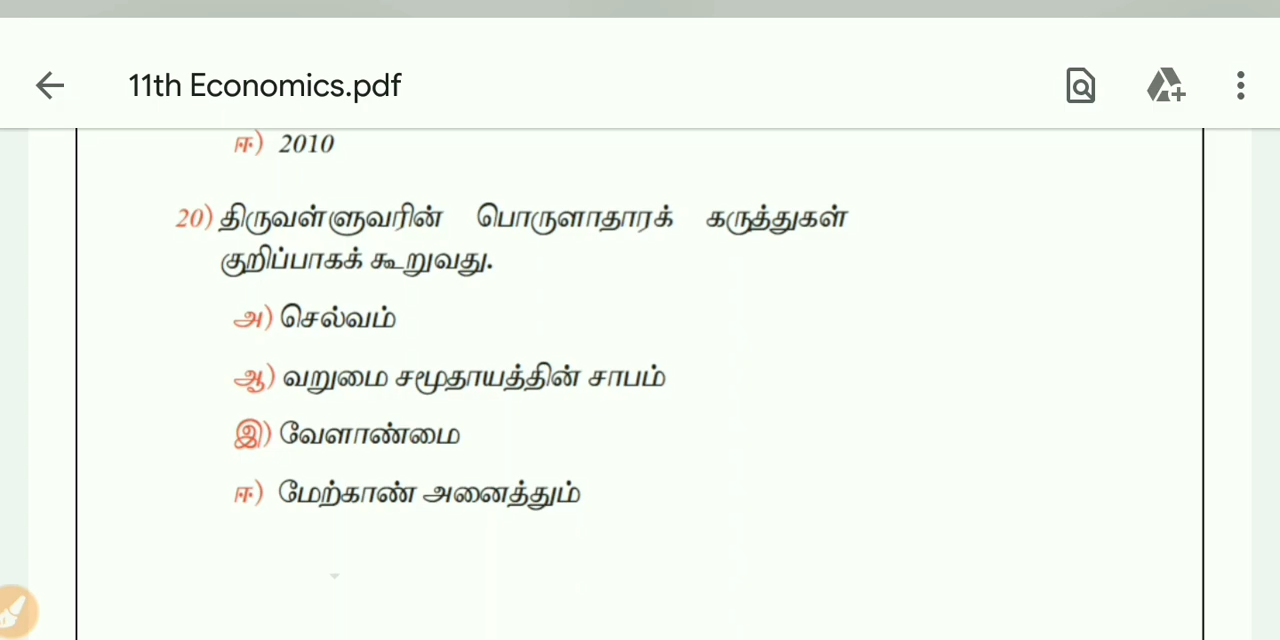 11th Economics.pdf
ஈ) 2010
20) திருவள்ளுவரின் பொருளாதாரக் கருத்துகள்
குறிப்பாகக் கூறுவது.
அ) செல்வம்
ஆ) வறுமை சமூதாயத்தின் சாபம்
இ) வேளாண்மை
ஈ) மேற்காண் அனைத்தும்